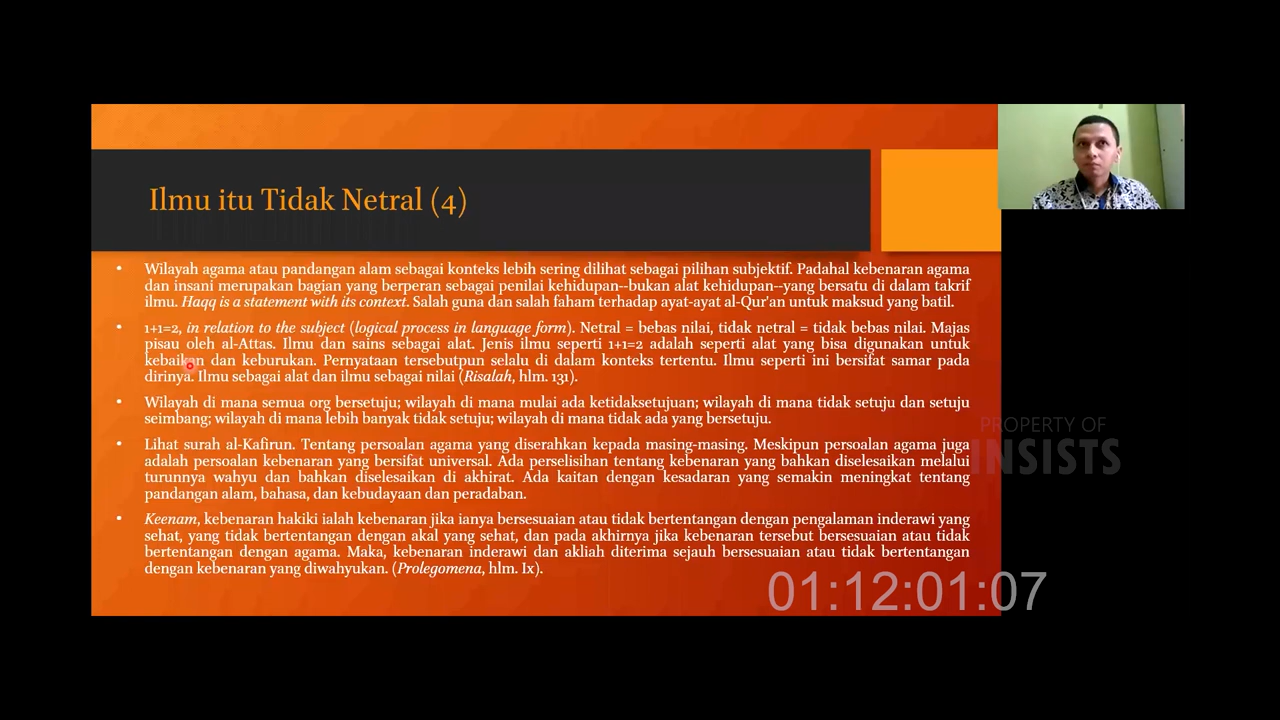 Ilmu itu Tidak Netral (4)
• Wilayah agama atau pandangan alam sebagai konteks lebih sering dilihat sebagai pilihan subjektif. Padahal kebenaran agama
dan insani merupakan bagian yang berperan sebagai penilai kehidupan--bukan alat kehidupan--yang bersatu di dalam takrif
ilmu. Haqq is a statement with its context. Salah guna dan salah faham terhadap ayat-ayat al-Qur'an untuk maksud yang batil.
• 1+1=2, in relation to the subject (logical process in language form). Netral = bebas nilai, tidak netral = tidak bebas nilai. Majas
pisau oleh al-Attas. Ilmu dan sains sebagai alat. Jenis ilmu seperti 1+1=2 adalah seperti alat yang bisa digunakan untuk
kebaikan dan keburukan. Pernyataan tersebutpun selalu di dalam konteks tertentu. Ilmu seperti ini bersifat samar pada
dirinya. Ilmu sebagai alat dan ilmu sebagai nilai (Risalah, hlm. 131).
• Wilayah di mana semua org bersetuju; wilayah di mana mulai ada ketidaksetujuan; wilayah di mana tidak setuju dan setuju
seimbang; wilayah di mana lebih banyak tidak setuju; wilayah di mana tidak ada yang bersetuju.
• Lihat surah al-Kafirun. Tentang persoalan agama yang diserahkan kepada masing-masing. Meskipun persoalan agama juga
adalah persoalan kebenaran yang bersifat universal. Ada perselisihan tentang kebenaran yang bahkan diselesaikan melalui
turunnya wahyu dan bahkan diselesaikan di akhirat. Ada kaitan dengan kesadaran yang semakin meningkat tentang
pandangan alam, bahasa, dan kebudayaan dan peradaban.
• Keenam, kebenaran hakiki ialah kebenaran jika ianya bersesuaian atau tidak bertentangan dengan pengalaman inderawi yang
sehat, yang tidak bertentangan dengan akal yang sehat, dan pada akhirnya jika kebenaran tersebut bersesuaian atau tidak
bertentangan dengan agama. Maka, kebenaran inderawi dan akliah diterima sejauh bersesuaian atau tidak bertentangan
dengan kebenaran yang diwahyukan. (Prolegomena, hlm. Ix).
PROPERTY OF
INSISTS
01:12:01:07